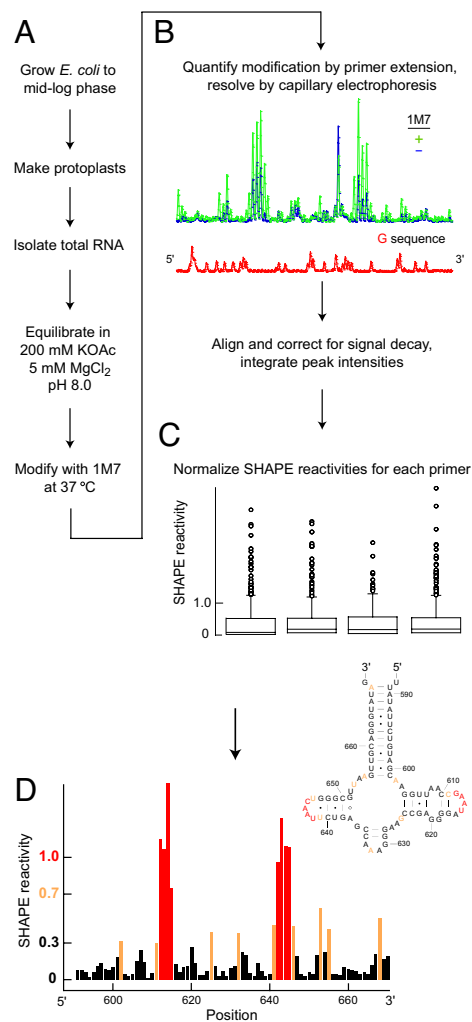 A
Grow E. coli to
mid-log phase
Make protoplasts
Isolate total RNA
Equilibrate in
200 mM KOAc
5 mM MgCl2
pH 8.0
Modify with 1M7
at 37 ºC
B
Quantify modification by primer extension,
resolve by capillary electrophoresis
1M7
+
−
G sequence
5'
3'
Align and correct for signal decay,
integrate peak intensities
C
Normalize SHAPE reactivities for each primer
SHAPE reactivity
1.0
0
3'
5'
590
600
610
620
630
640
650
660
D
SHAPE reactivity
1.0
0.7
0.3
0
5'
600
620
640
660
3'
Position